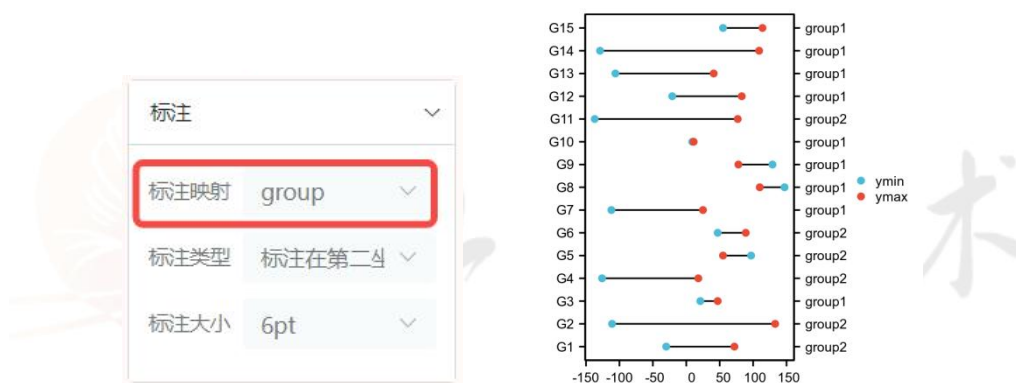 标注
标注映射 group
标注类型 标注在第二
标注大小 6pt
G15 group1
G14 group1
G13 group1
G12 group1
G11 group2
G10 group1
G9 group1
G8 group1
G7 group1
G6 group2
G5 group2
G4 group2
G3 group1
G2 group2
G1 group2
ymin
ymax
-150 -100 -50 0 50 100 150
术